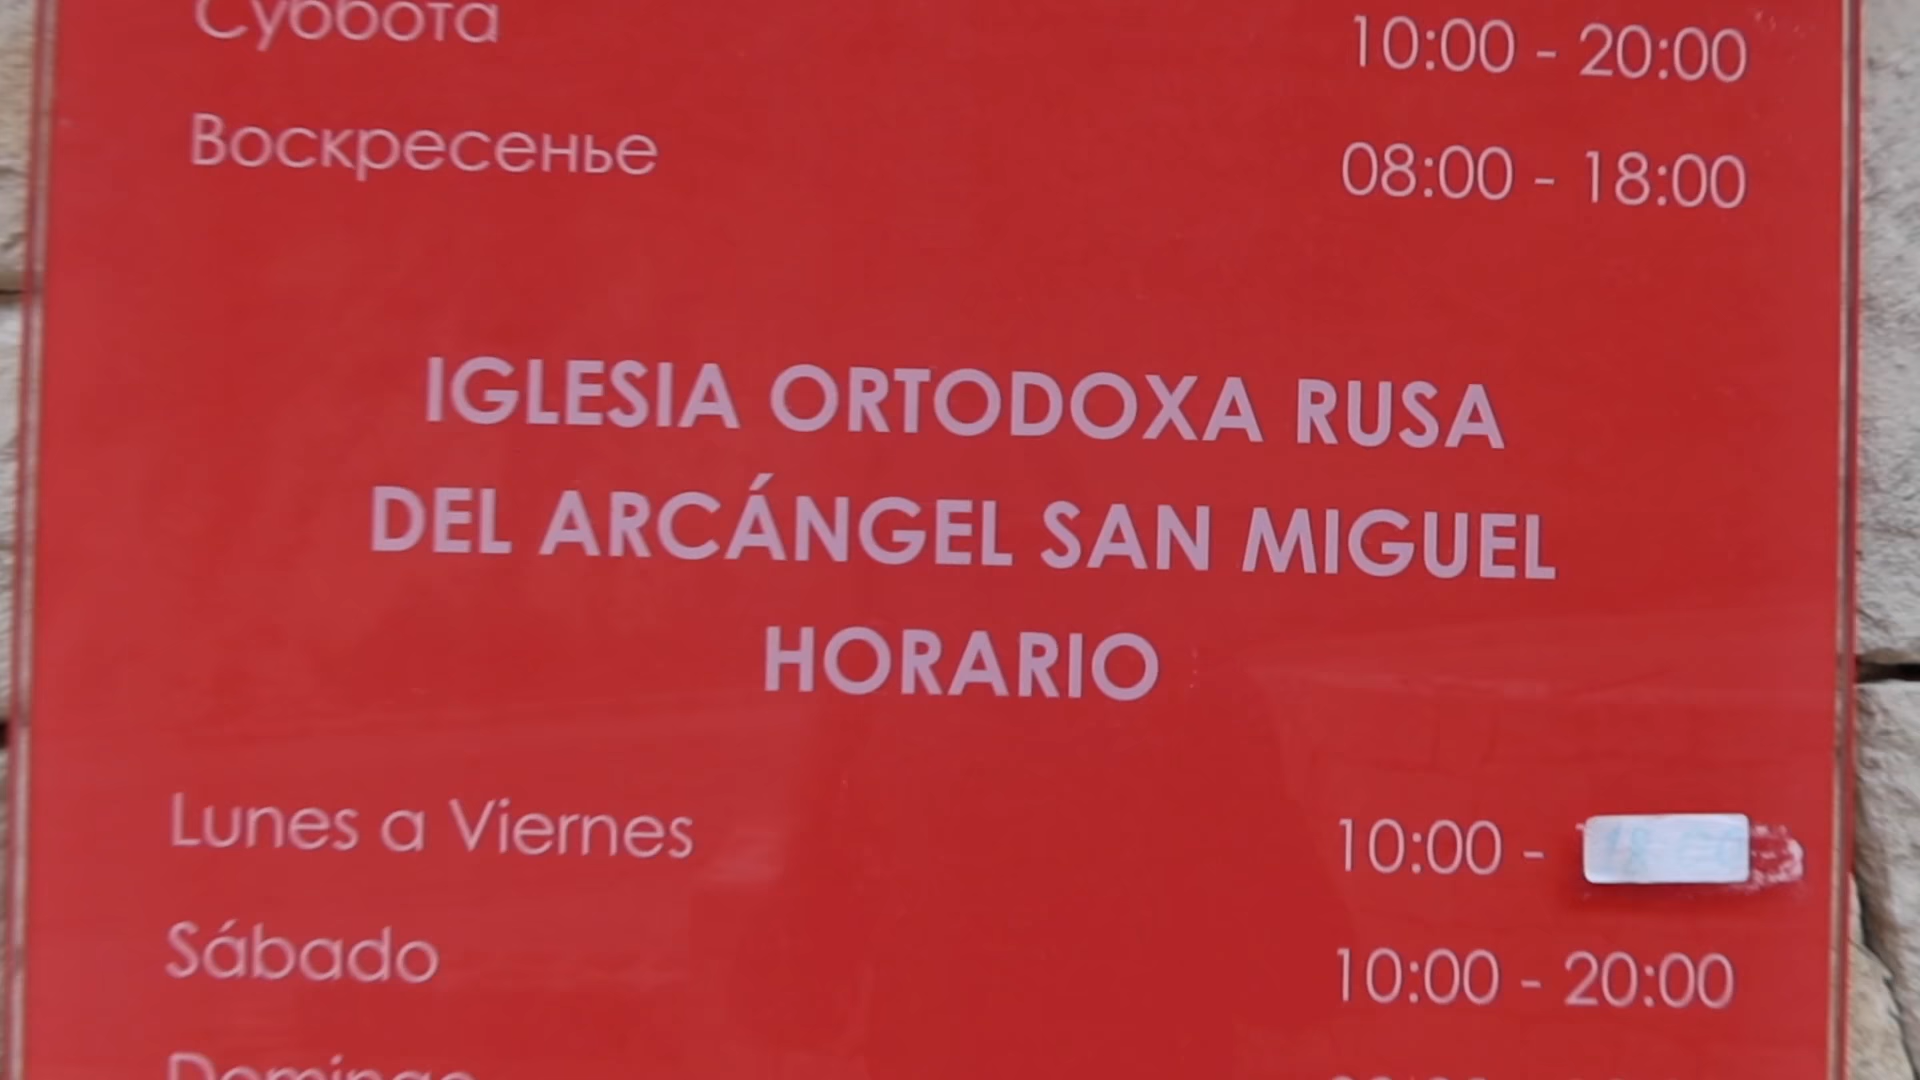 Суббота 10:00 - 20:00
Воскресенье 08:00 - 18:00
IGLESIA ORTODOXA RUSA
DEL ARCÁNGEL SAN MIGUEL
HORARIO
Lunes a Viernes 10:00 -
Sábado 10:00 - 20:00
Domingo